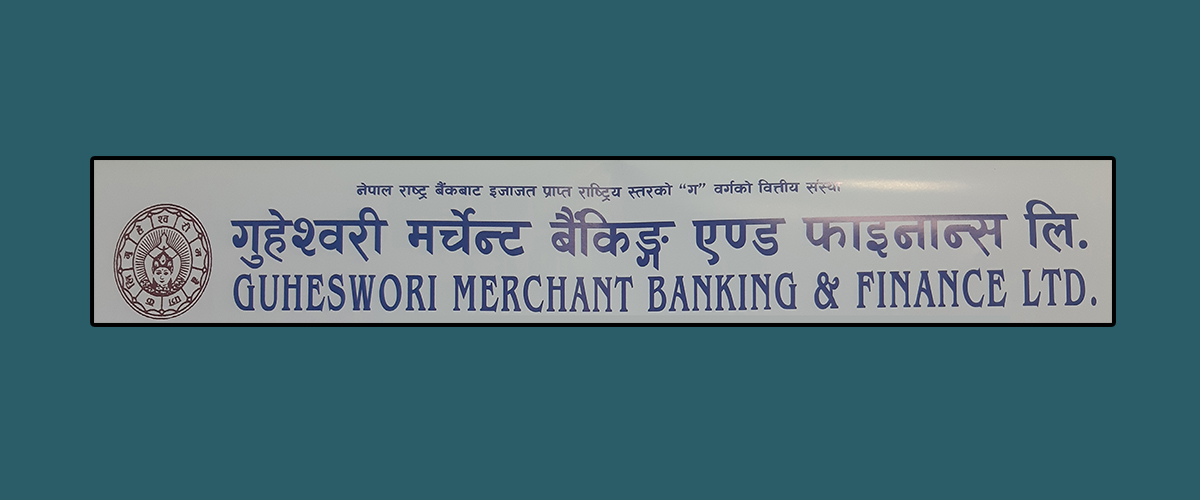 नेपाल राष्ट्र बैंकबाट इजाजत प्राप्त राष्ट्रिय स्तरको “ग” वर्गको वित्तीय संस्था
गुहेश्वरी मर्चेन्ट बैंकिङ्ग एण्ड फाइनान्स लि.
GUHESWORI MERCHANT BANKING & FINANCE LTD.